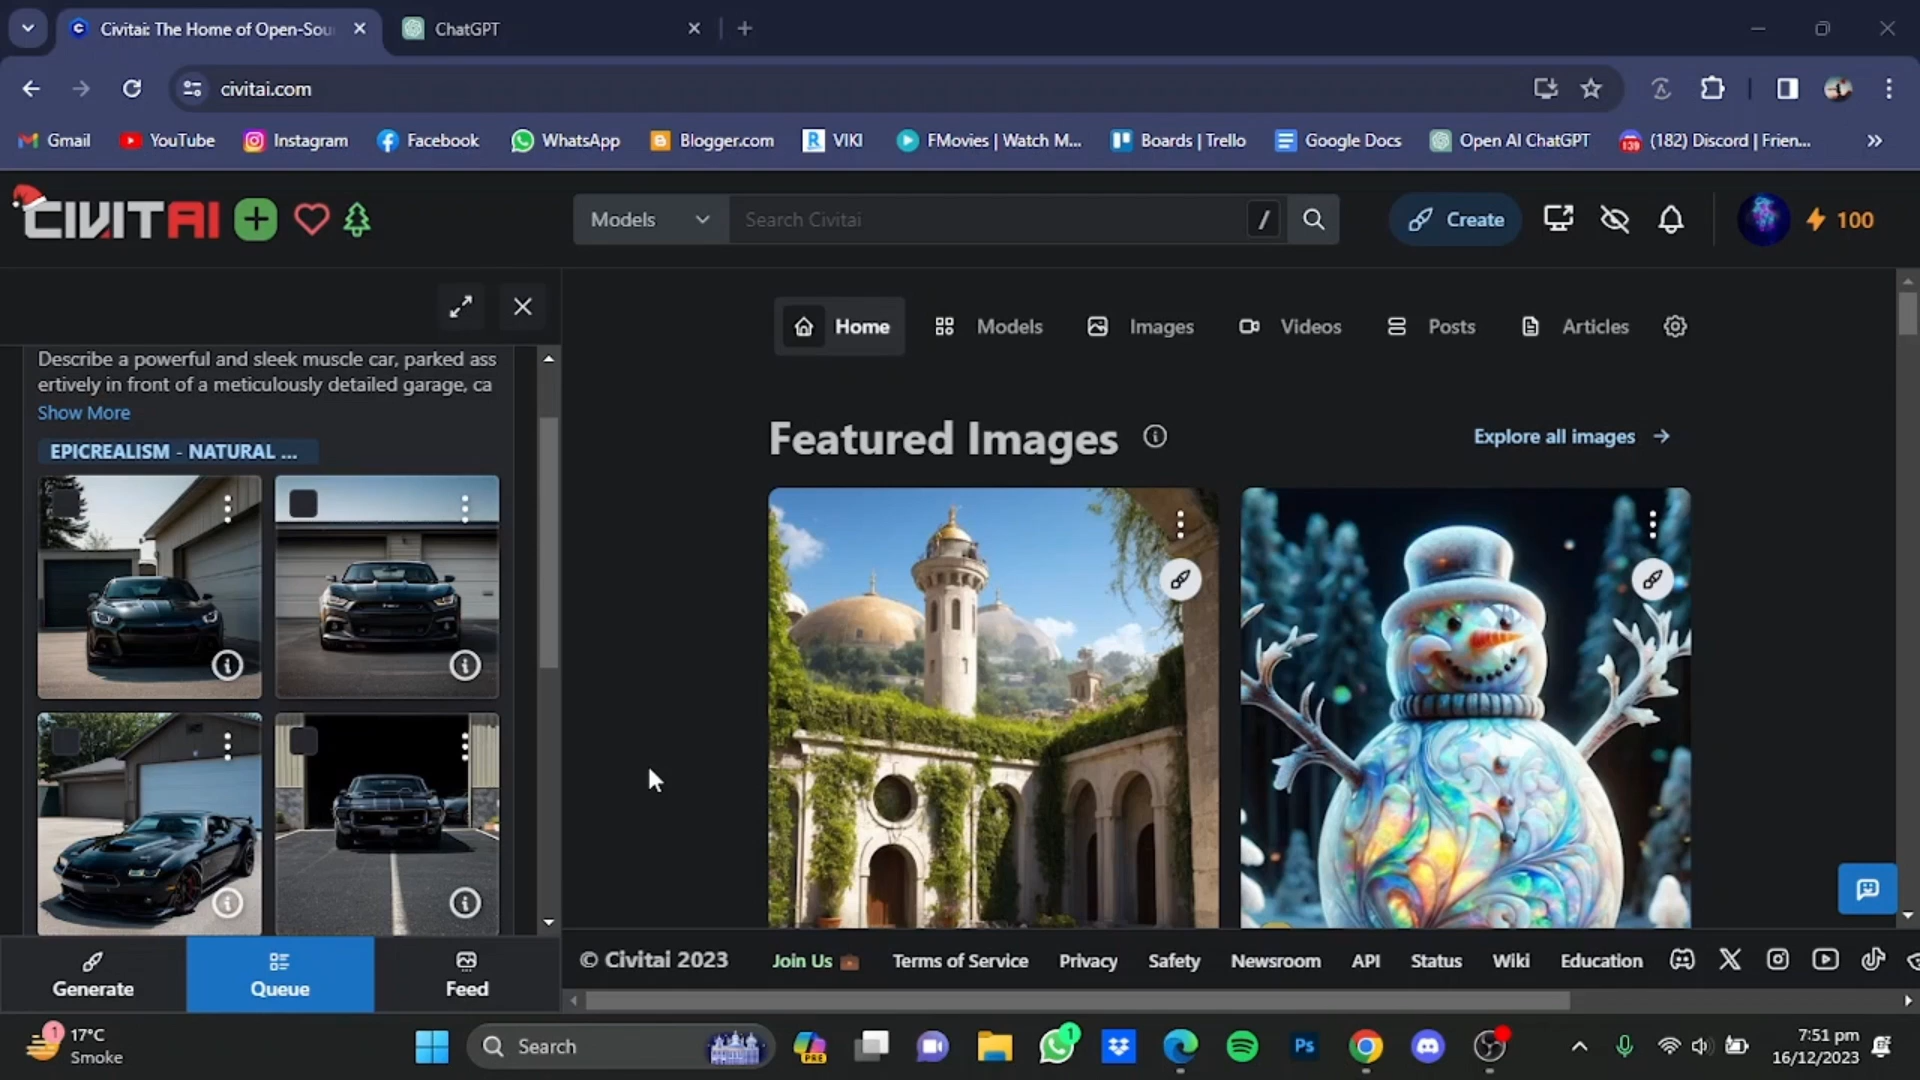 Civitai: The Home of Open-Sou
ChatGPT
civitai.com
Gmail
YouTube
Instagram
Facebook
WhatsApp
Blogger.com
VIKI
FMovies | Watch M...
Boards | Trello
Google Docs
Open AI ChatGPT
(182) Discord | Frien...
CIVITAI
Models
Search Civitai
/
Create
100
Home
Models
Images
Videos
Posts
Articles
Describe a powerful and sleek muscle car, parked ass
ertively in front of a meticulously detailed garage, ca
Show More
EPICREALISM - NATURAL ...
Featured Images
Explore all images
Generate
Queue
Feed
© Civitai 2023
Join Us
Terms of Service
Privacy
Safety
Newsroom
API
Status
Wiki
Education
1
17°C
Smoke
Search
PRE
1
Ps
7:51 pm
16/12/2023